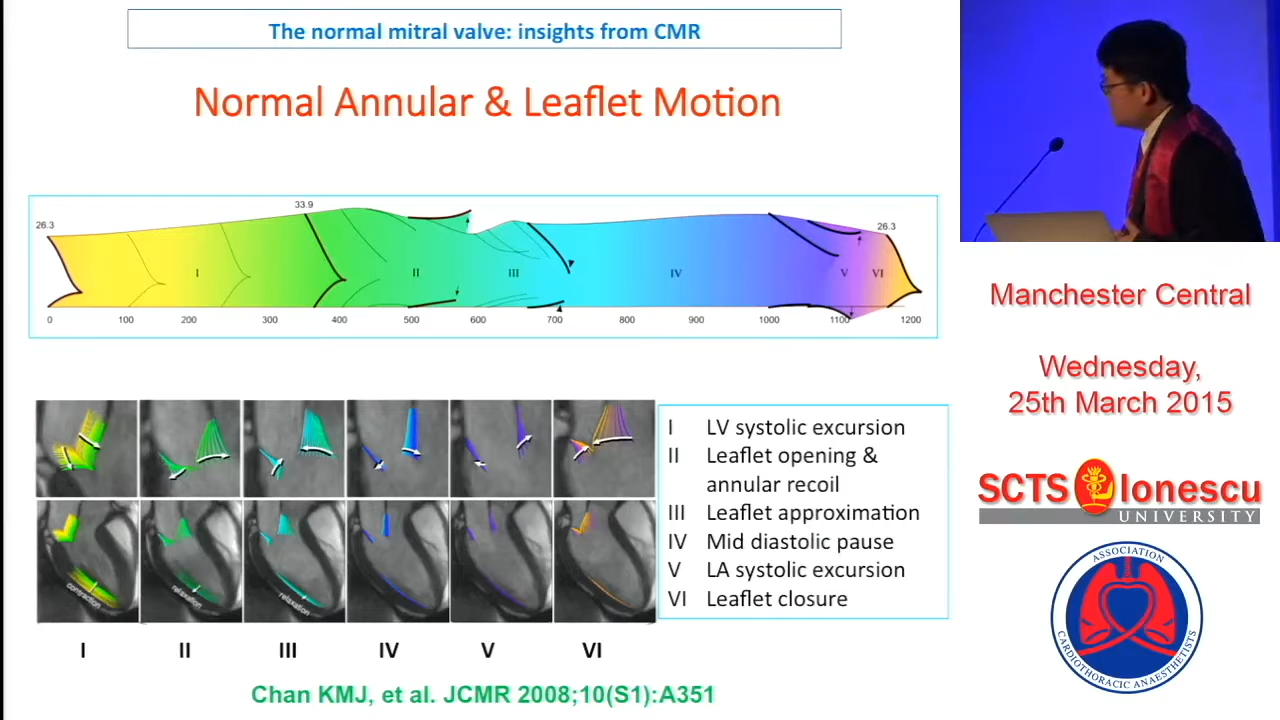 The normal mitral valve: insights from CMR
Normal Annular & Leaflet Motion
26.3
33.9
26.3
I
II
III
IV
V
VI
0
100
200
300
400
500
600
700
800
900
1000
1100
1200
contraction
relaxation
relaxation
I
II
III
IV
V
VI
I LV systolic excursion
II Leaflet opening &
annular recoil
III Leaflet approximation
IV Mid diastolic pause
V LA systolic excursion
VI Leaflet closure
Chan KMJ, et al. JCMR 2008;10(S1):A351
Manchester Central
Wednesday,
25th March 2015
SCTS Ionescu
UNIVERSITY
ASSOCIATION
CARDIOTHORACIC ANAESTHETISTS